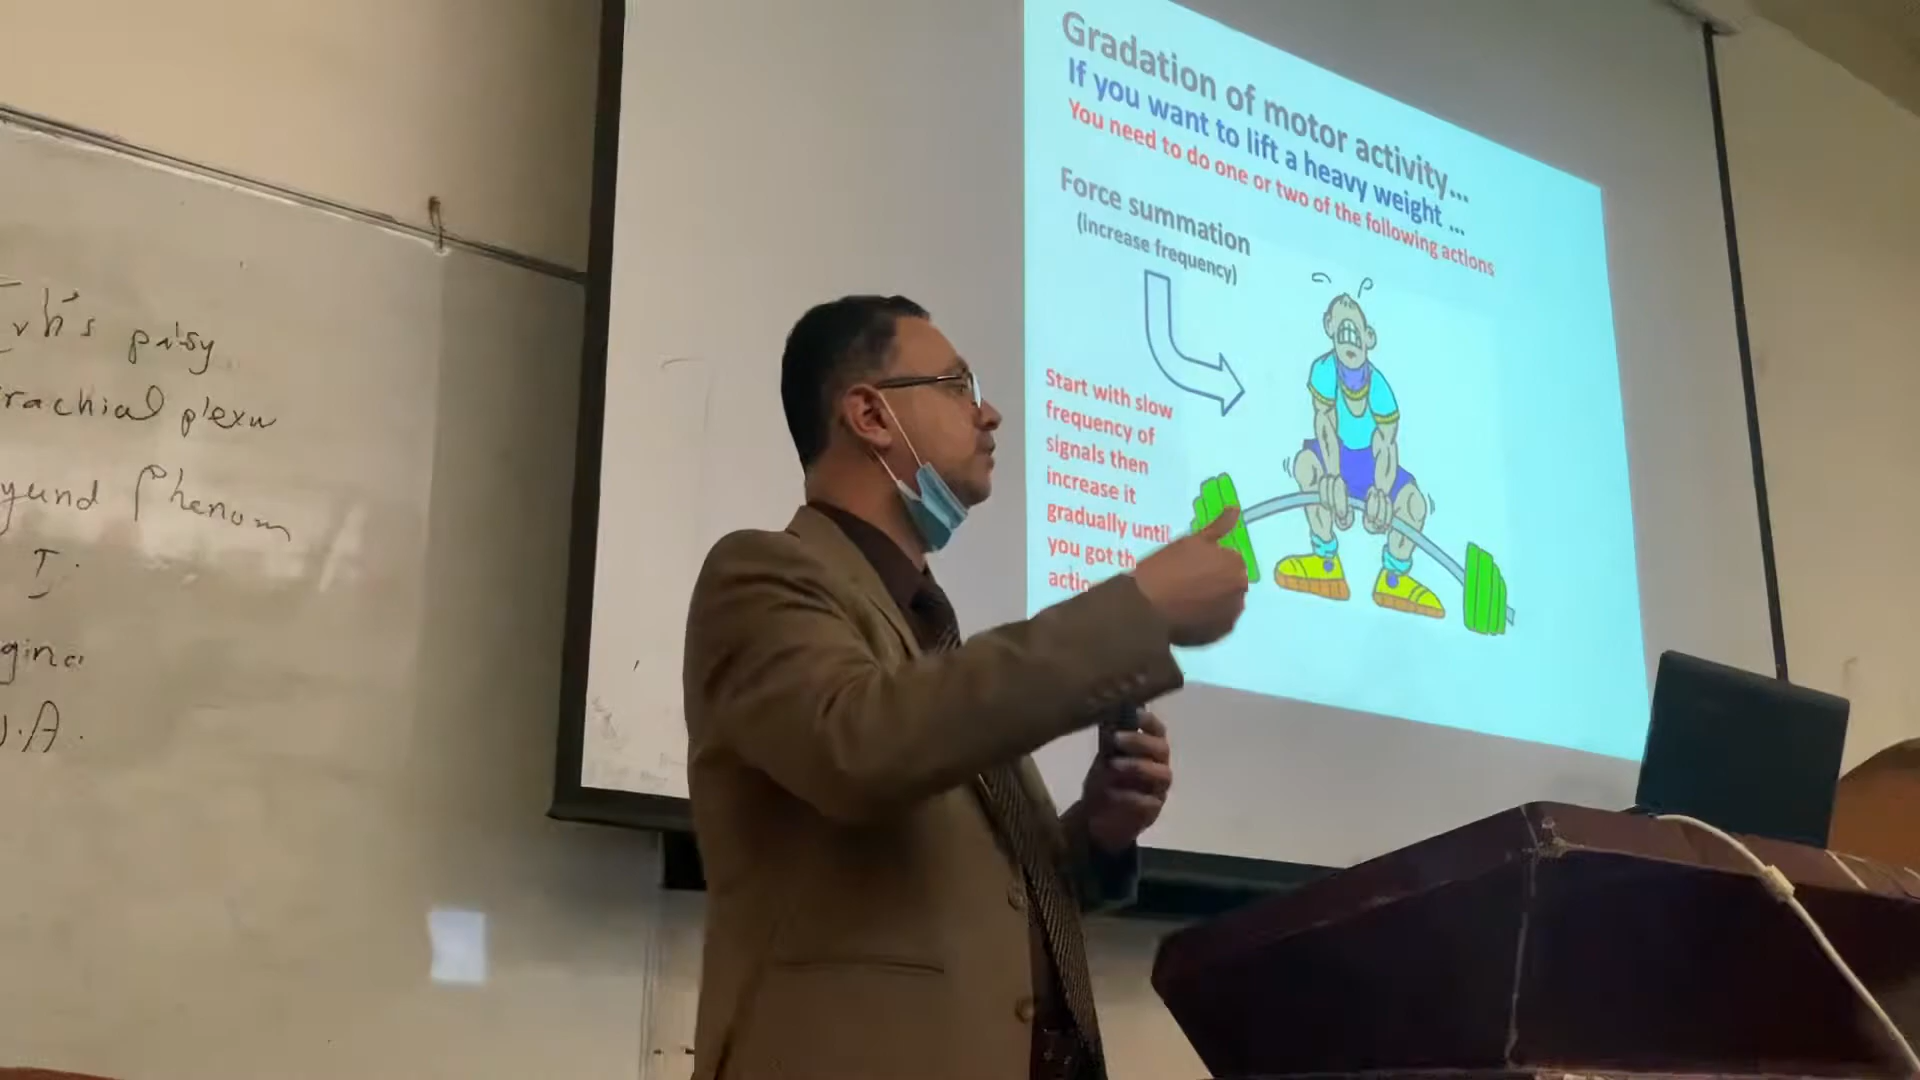 Gradation of motor activity...
If you want to lift a heavy weight ...
You need to do one or two of the following actions
Force summation
(increase frequency)
Start with slow
frequency of
signals then
increase it
gradually until
you got
rachial plexu
I